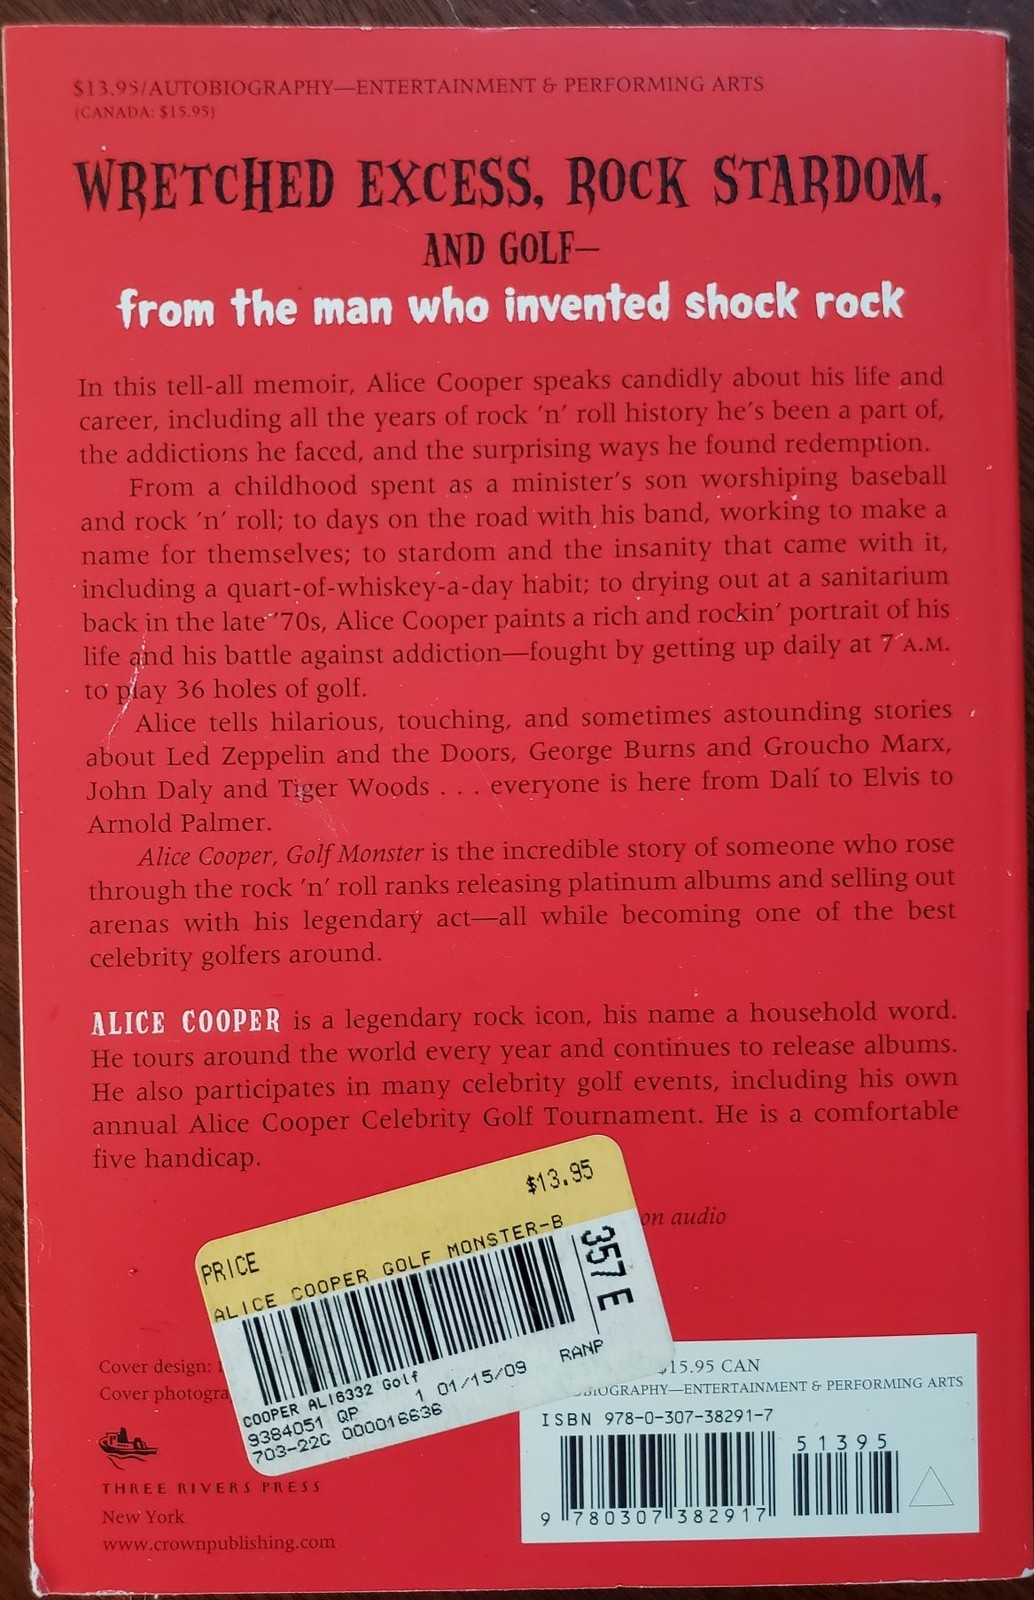 $13.95/AUTOBIOGRAPHY—ENTERTAINMENT & PERFORMING ARTS
(CANADA: $15.95)
WRETCHED EXCESS, ROCK STARDOM,
AND GOLF—
from the man who invented shock rock
In this tell-all memoir, Alice Cooper speaks candidly about his life and
career, including all the years of rock 'n' roll history he's been a part of,
the addictions he faced, and the surprising ways he found redemption.
From a childhood spent as a minister's son worshiping baseball
and rock 'n' roll; to days on the road with his band, working to make a
name for themselves; to stardom and the insanity that came with it,
including a quart-of-whiskey-a-day habit; to drying out at a sanitarium
back in the late '70s, Alice Cooper paints a rich and rockin' portrait of his
life and his battle against addiction—fought by getting up daily at 7 A.M.
to play 36 holes of golf.
Alice tells hilarious, touching, and sometimes astounding stories
about Led Zeppelin and the Doors, George Burns and Groucho Marx,
John Daly and Tiger Woods . . . everyone is here from Dalí to Elvis to
Arnold Palmer.
Alice Cooper, Golf Monster is the incredible story of someone who rose
through the rock 'n' roll ranks releasing platinum albums and selling out
arenas with his legendary act—all while becoming one of the best
celebrity golfers around.
ALICE COOPER is a legendary rock icon, his name a household word.
He tours around the world every year and continues to release albums.
He also participates in many celebrity golf events, including his own
annual Alice Cooper Celebrity Golf Tournament. He is a comfortable
five handicap.
on audio
$13.95
PRICE
ALICE COOPER GOLF MONSTER-B
357 E
COOPER ALI6332 Golf
RANP
9384051 QP 1 01/15/09
703-22C 000016636
Cover design:
Cover photogra
THREE RIVERS PRESS
New York
www.crownpublishing.com
$15.95 CAN
BIOGRAPHY—ENTERTAINMENT & PERFORMING ARTS
ISBN 978-0-307-38291-7
51395
9 780307 382917